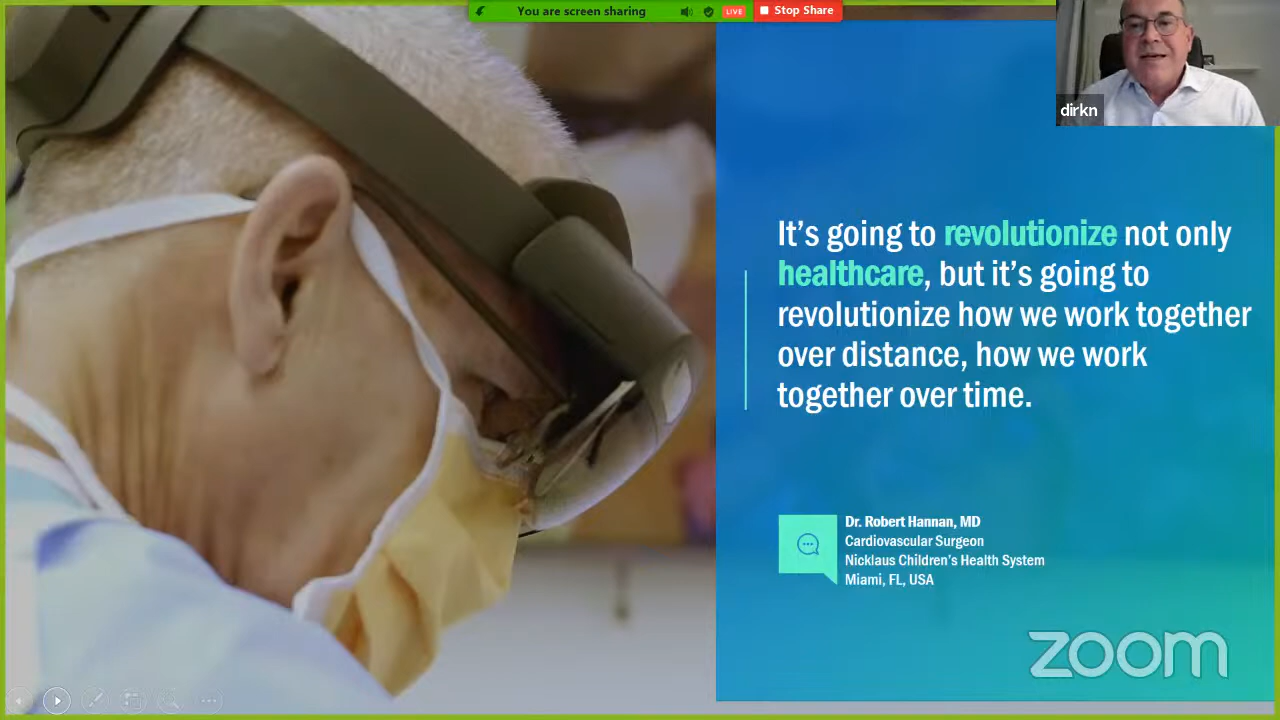 You are screen sharing
LIVE
Stop Share
dirkn
It’s going to revolutionize not only
healthcare, but it’s going to
revolutionize how we work together
over distance, how we work
together over time.
Dr. Robert Hannan, MD
Cardiovascular Surgeon
Nicklaus Children’s Health System
Miami, FL, USA
zoom